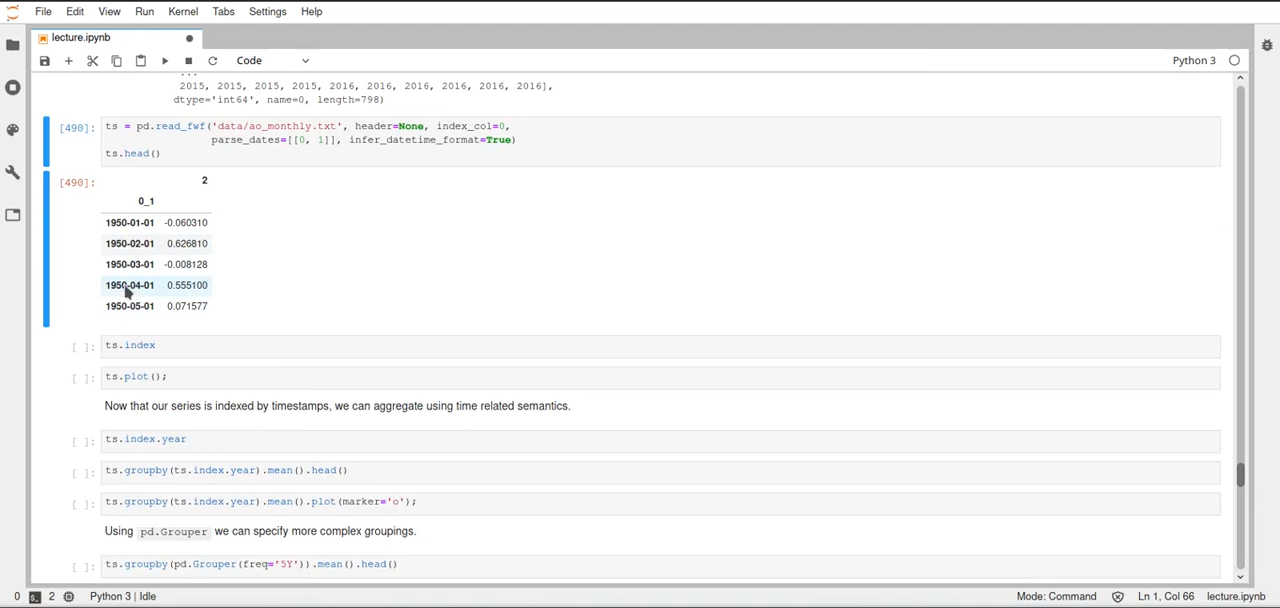 File Edit View Run Kernel Tabs Settings Help
lecture.ipynb
Code
Python 3
...
2015, 2015, 2015, 2015, 2016, 2016, 2016, 2016, 2016, 2016],
dtype='int64', name=0, length=798)
[490]: ts = pd.read_fwf('data/ao_monthly.txt', header=None, index_col=0,
parse_dates=[[0, 1]], infer_datetime_format=True)
ts.head()
[490]: 2
0_1
1950-01-01 -0.060310
1950-02-01 0.626810
1950-03-01 -0.008128
1950-04-01 0.555100
1950-05-01 0.071577
[ ]: ts.index
[ ]: ts.plot();
Now that our series is indexed by timestamps, we can aggregate using time related semantics.
[ ]: ts.index.year
[ ]: ts.groupby(ts.index.year).mean().head()
[ ]: ts.groupby(ts.index.year).mean().plot(marker='o');
Using pd.Grouper we can specify more complex groupings.
[ ]: ts.groupby(pd.Grouper(freq='5Y')).mean().head()
0 2 Python 3 | Idle Mode: Command Ln 1, Col 66 lecture.ipynb